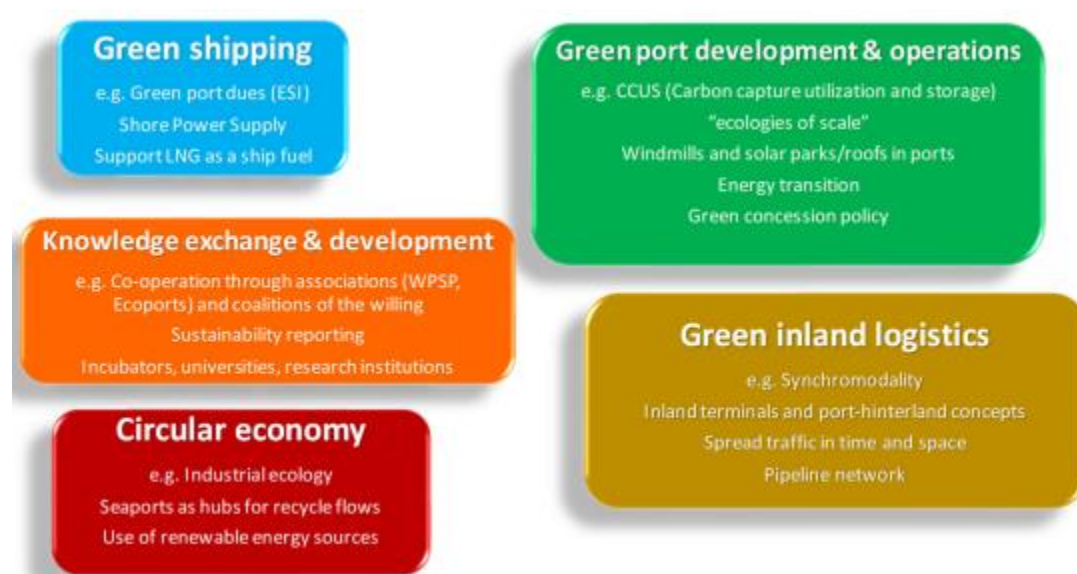 Green shipping
e.g. Green port dues (ESI)
Shore Power Supply
Support LNG as a ship fuel
Green port development & operations
e.g. CCUS (Carbon capture utilization and storage)
"ecologies of scale"
Windmills and solar parks/roofs in ports
Energy transition
Green concession policy
Knowledge exchange & development
e.g. Co-operation through associations (WPSP,
Ecoports) and coalitions of the willing
Sustainability reporting
Incubators, universities, research institutions
Green inland logistics
e.g. Synchromodality
Inland terminals and port-hinterland concepts
Spread traffic in time and space
Pipeline network
Circular economy
e.g. Industrial ecology
Seaports as hubs for recycle flows
Use of renewable energy sources